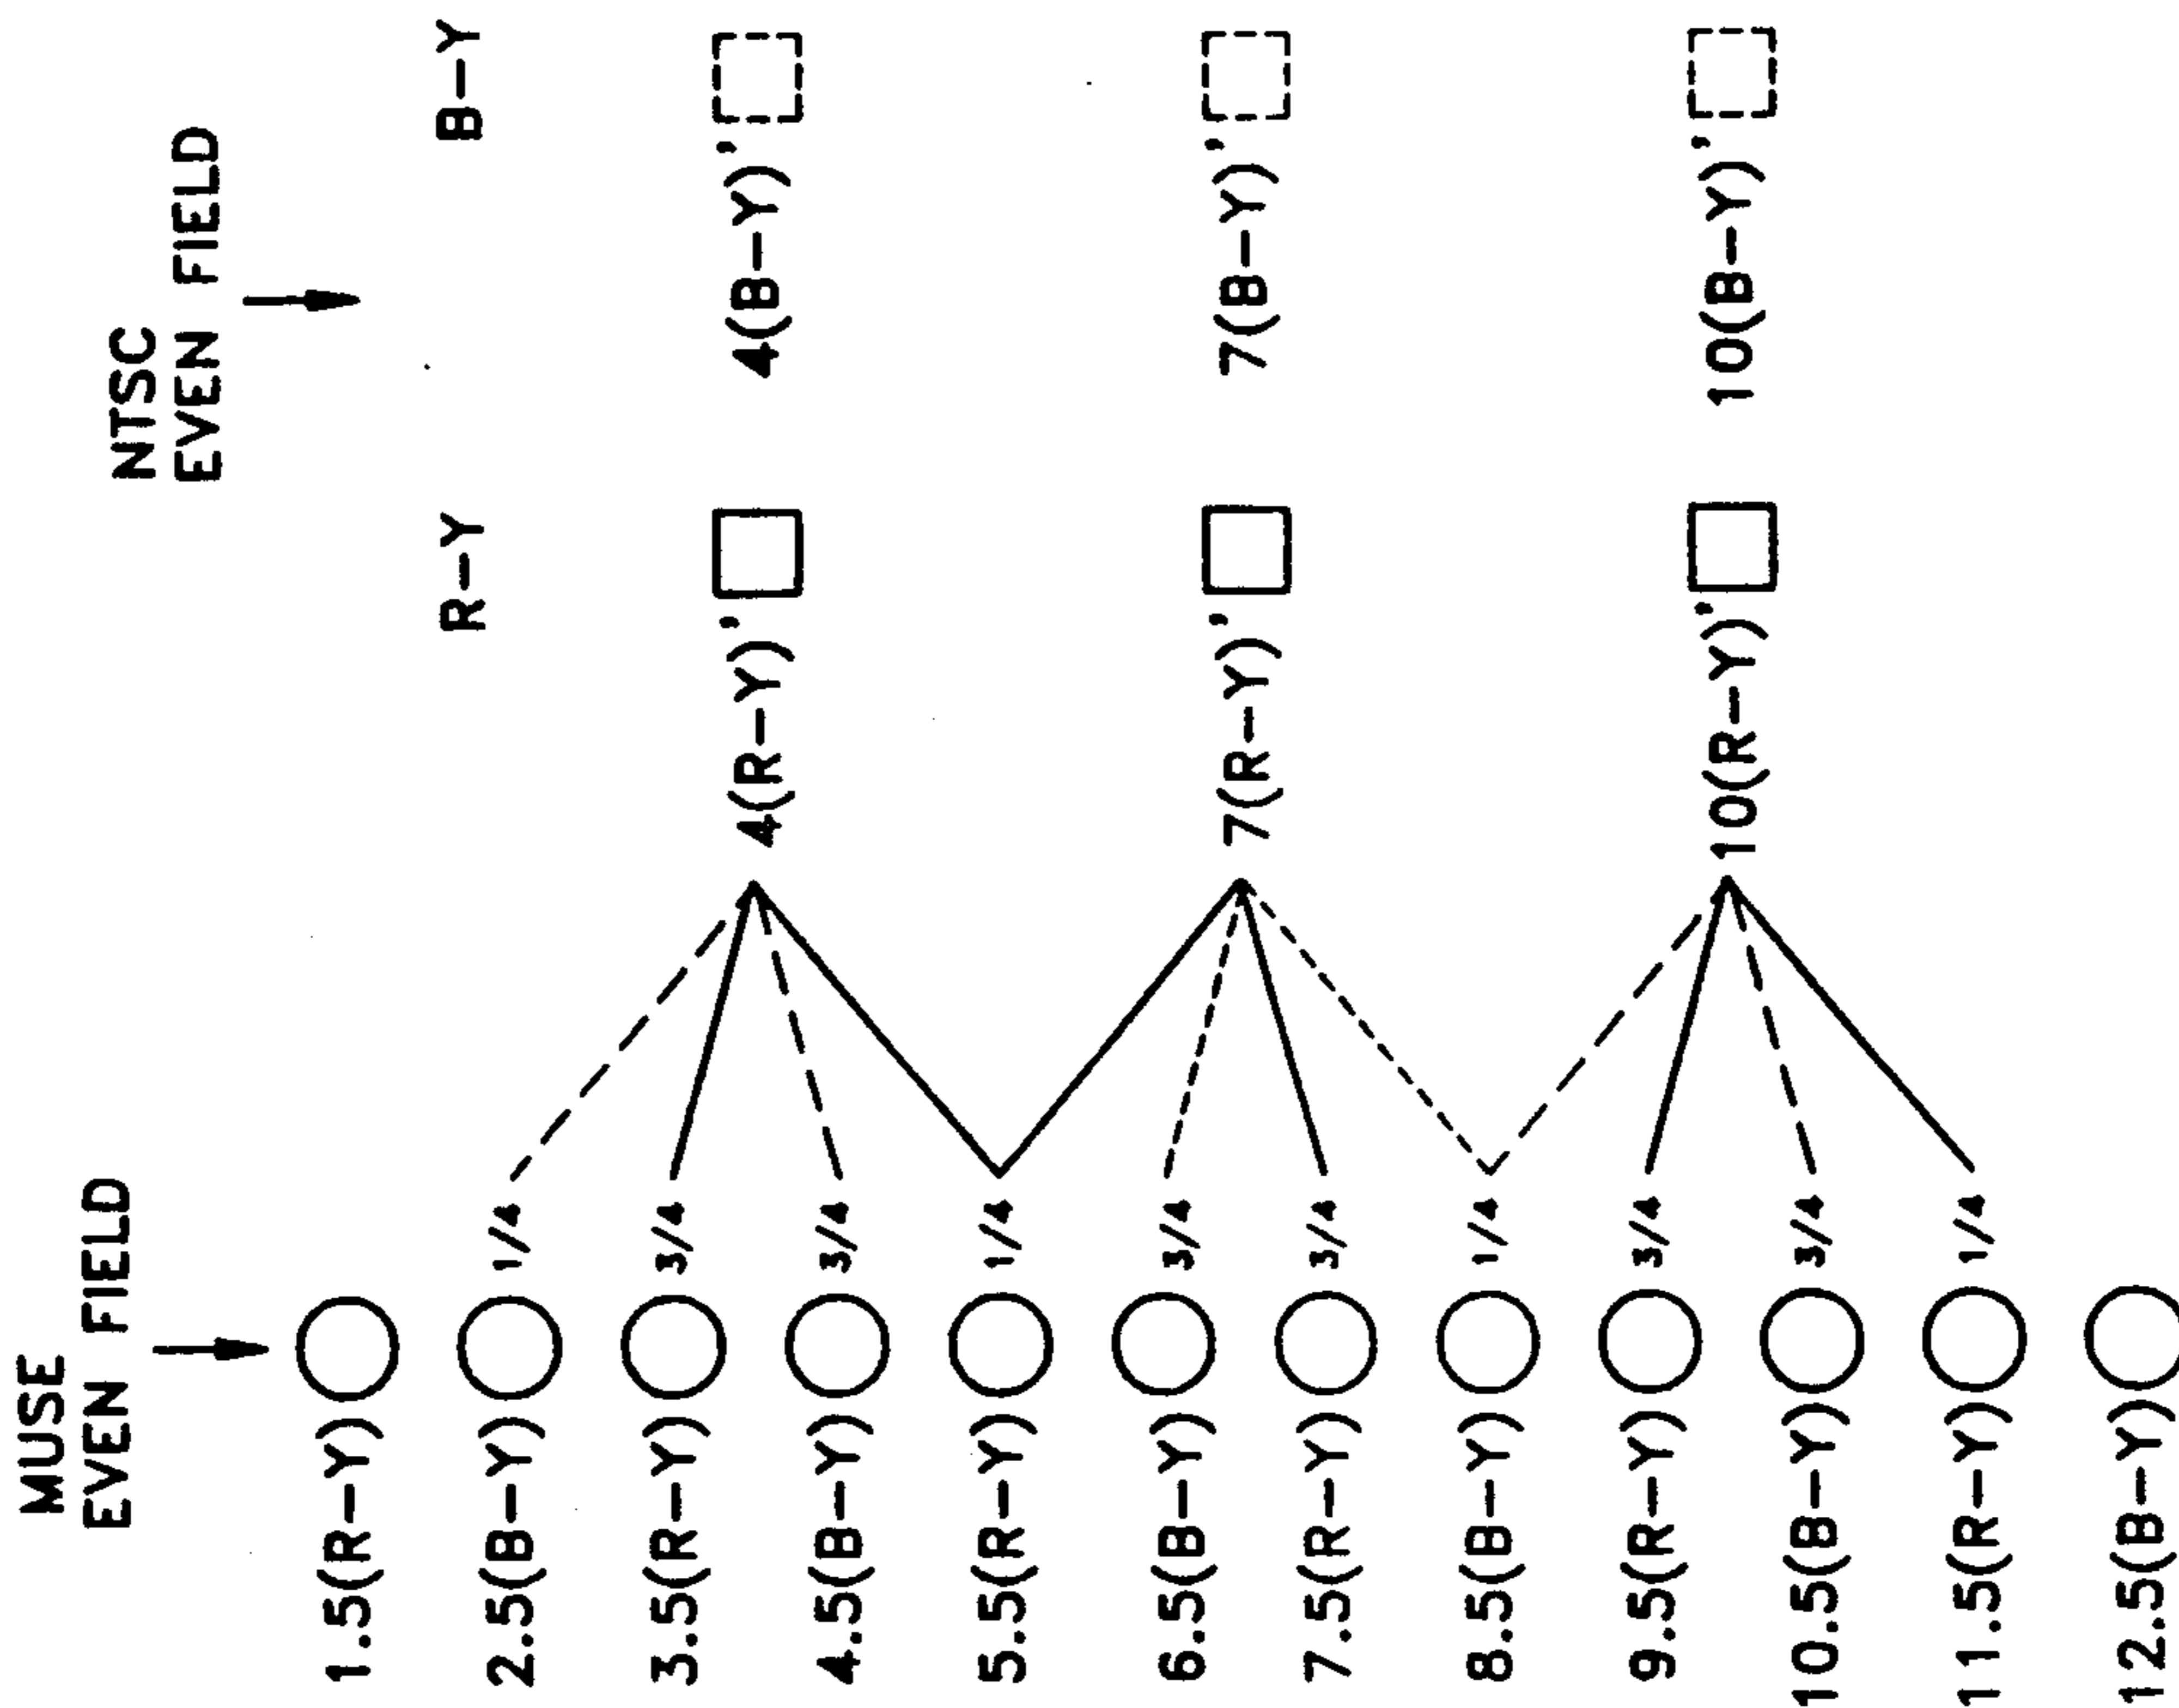 MUSE
EVEN FIELD
NTSC
EVEN FIELD
R-Y
B-Y
1.5(R-Y)
2.5(B-Y) 1/4
3.5(R-Y) 3/4
4(R-Y)' 4(B-Y)'
4.5(B-Y) 3/4
5.5(R-Y) 1/4
6.5(B-Y) 3/4
7(R-Y)' 7(B-Y)'
7.5(R-Y) 3/4
8.5(B-Y) 1/4
9.5(R-Y) 3/4
10(R-Y)' 10(B-Y)'
10.5(B-Y) 3/4
11.5(R-Y) 1/4
12.5(B-Y)